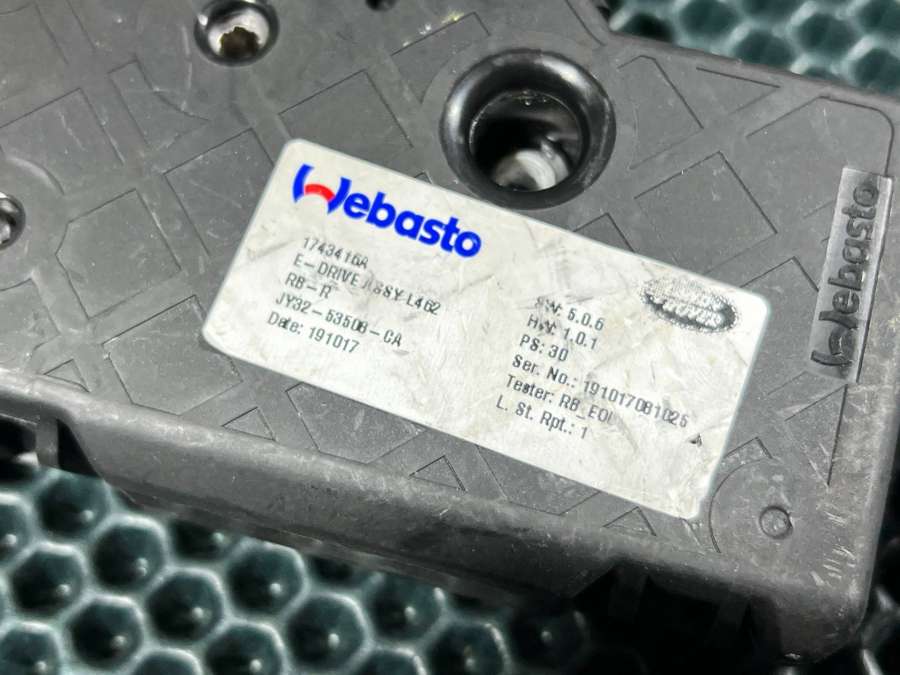 Webasto
1743416A
E-DRIVE ASSY L462
RB-R
JY32-53508-CA
Date: 191017
SW: 5.0.6
HW: 1.0.1
PS: 30
Ser. No.: 191017081025
Tester: RB_EOL
L. St. Rpt.: 1
Webasto